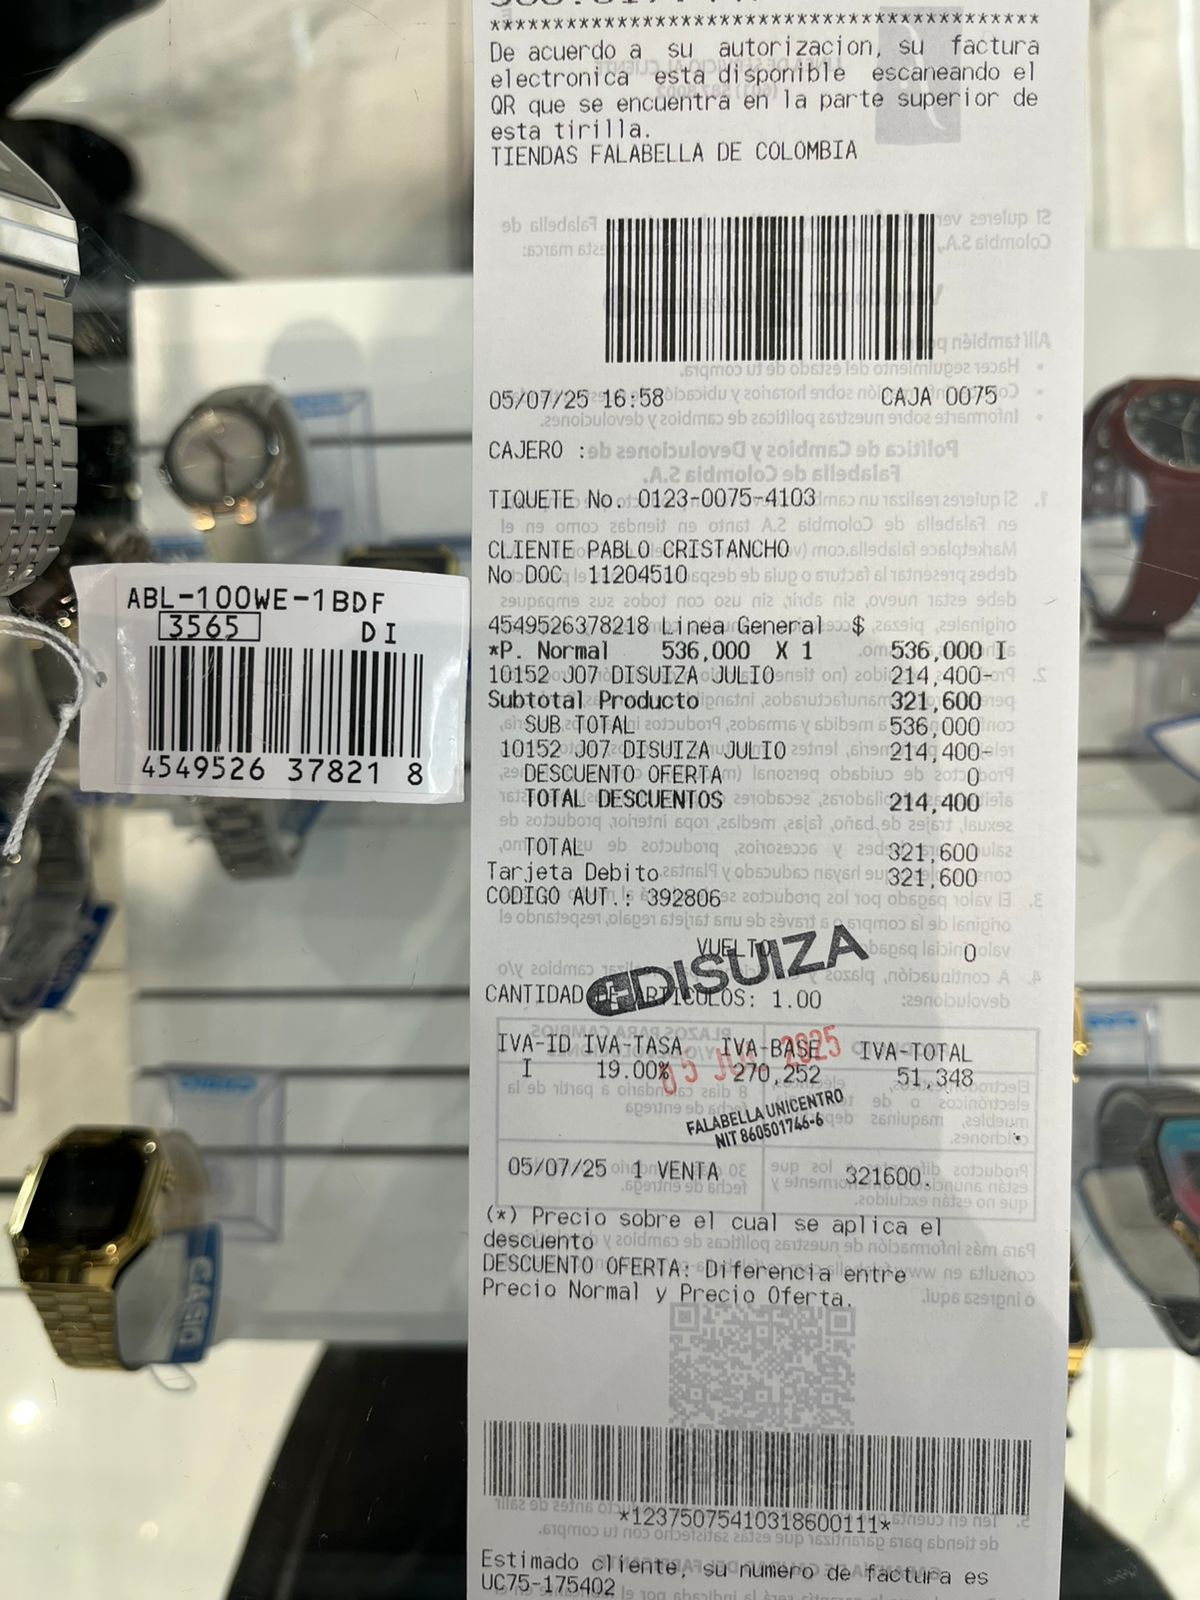 ****************************************
De acuerdo a su autorizacion, su factura
electronica esta disponible escaneando el
QR que se encuentra en la parte superior de
esta tirilla.
TIENDAS FALABELLA DE COLOMBIA
05/07/25 16:58 CAJA 0075
CAJERO :
TIQUETE No. 0123-0075-4103
CLIENTE PABLO CRISTANCHO
No DOC 11204510
4549526378218 Linea General $
*P. Normal 536,000 X 1 536,000 I
10152 J07 DISUIZA JULIO 214,400-
Subtotal Producto 321,600
SUB TOTAL 536,000
10152 J07 DISUIZA JULIO 214,400-
DESCUENTO OFERTA 0
TOTAL DESCUENTOS 214,400
TOTAL 321,600
Tarjeta Debito 321,600
CODIGO AUT.: 392806
VUELTO 0
DISUIZA
CANTIDAD DE ARTICULOS: 1.00
IVA-ID IVA-TASA IVA-BASE IVA-TOTAL
I 19.00% 270,252 51,348
05 JUL 2025
FALABELLA UNICENTRO
NIT 860501746-6
05/07/25 1 VENTA 321600.
(*) Precio sobre el cual se aplica el
descuento
DESCUENTO OFERTA: Diferencia entre
Precio Normal y Precio Oferta.
*12375075410318600111*
Estimado cliente, su numero de factura es
UC75-175402
ABL-100WE-1BDF
3565 DI
4549526 37821 8
CASIO